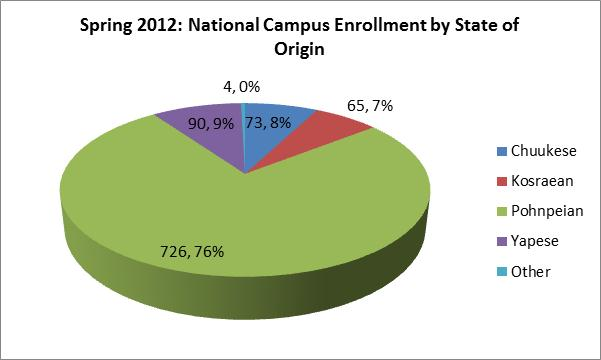 Spring 2012: National Campus Enrollment by State of
Origin
4, 0%
73, 8%
65, 7%
90, 9%
726, 76%
Chuukese
Kosraean
Pohnpeian
Yapese
Other